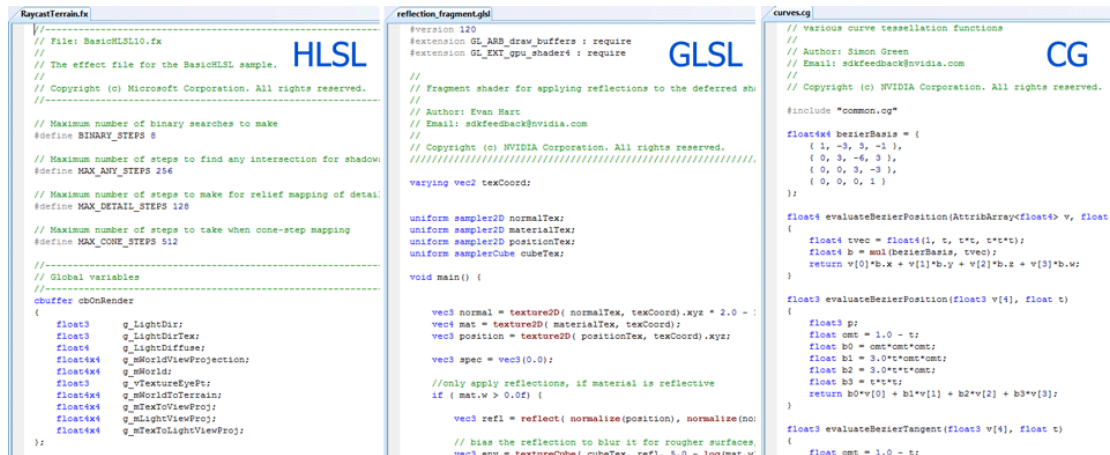 RaycastTerrain.fx
//-----------------------------------------------------------
// File: BasicHLSL10.fx
//
// The effect file for the BasicHLSL sample.
//
// Copyright (c) Microsoft Corporation. All rights reserved.
//-----------------------------------------------------------
HLSL
// Maximum number of binary searches to make
#define BINARY_STEPS 8
// Maximum number of steps to find any intersection for shadow
#define MAX_ANY_STEPS 256
// Maximum number of steps to make for relief mapping of detai
#define MAX_DETAIL_STEPS 128
// Maximum number of steps to take when cone-step mapping
#define MAX_CONE_STEPS 512
//-----------------------------------------------------------
// Global variables
//-----------------------------------------------------------
cbuffer cbOnRender
{
float3 g_LightDir;
float3 g_LightDirTex;
float4 g_LightDiffuse;
float4x4 g_mWorldViewProjection;
float4x4 g_mWorld;
float3 g_vTextureEyePt;
float4x4 g_mWorldToTerrain;
float4x4 g_mTexToViewProj;
float4x4 g_mLightViewProj;
float4x4 g_mTexToLightViewProj;
};
reflection_fragment.glsl
#version 120
#extension GL_ARB_draw_buffers : require
#extension GL_EXT_gpu_shader4 : require
GLSL
//
// Fragment shader for applying reflections to the deferred sh
//
// Author: Evan Hart
// Email: sdkfeedback@nvidia.com
//
// Copyright (c) NVIDIA Corporation. All rights reserved.
////////////////////////////////////////////////////////////
varying vec2 texCoord;
uniform sampler2D normalTex;
uniform sampler2D materialTex;
uniform sampler2D positionTex;
uniform samplerCube cubeTex;
void main() {
vec3 normal = texture2D( normalTex, texCoord).xyz * 2.0 -
vec4 mat = texture2D( materialTex, texCoord);
vec3 position = texture2D( positionTex, texCoord).xyz;
vec3 spec = vec3(0.0);
//only apply reflections, if material is reflective
if ( mat.w > 0.0f) {
vec3 refl = reflect( normalize(position), normalize(no
// bias the reflection to blur it for rougher surfaces,
vec3 env = textureCube( cubeTex, refl, 5.0 - log(mat.w
curves.cg
// various curve tessellation functions
//
// Author: Simon Green
// Email: sdkfeedback@nvidia.com
//
// Copyright (c) NVIDIA Corporation. All rights reserved.
CG
#include "common.cg"
float4x4 bezierBasis = {
{ 1, -3, 3, -1 },
{ 0, 3, -6, 3 },
{ 0, 0, 3, -3 },
{ 0, 0, 0, 1 }
};
float4 evaluateBezierPosition(AttribArray<float4> v, float
{
float4 tvec = float4(1, t, t*t, t*t*t);
float4 b = mul(bezierBasis, tvec);
return v[0]*b.x + v[1]*b.y + v[2]*b.z + v[3]*b.w;
}
float3 evaluateBezierPosition(float3 v[4], float t)
{
float3 p;
float omt = 1.0 - t;
float b0 = omt*omt*omt;
float b1 = 3.0*t*omt*omt;
float b2 = 3.0*t*t*omt;
float b3 = t*t*t;
return b0*v[0] + b1*v[1] + b2*v[2] + b3*v[3];
}
float3 evaluateBezierTangent(float3 v[4], float t)
{
float omt = 1.0 - t;